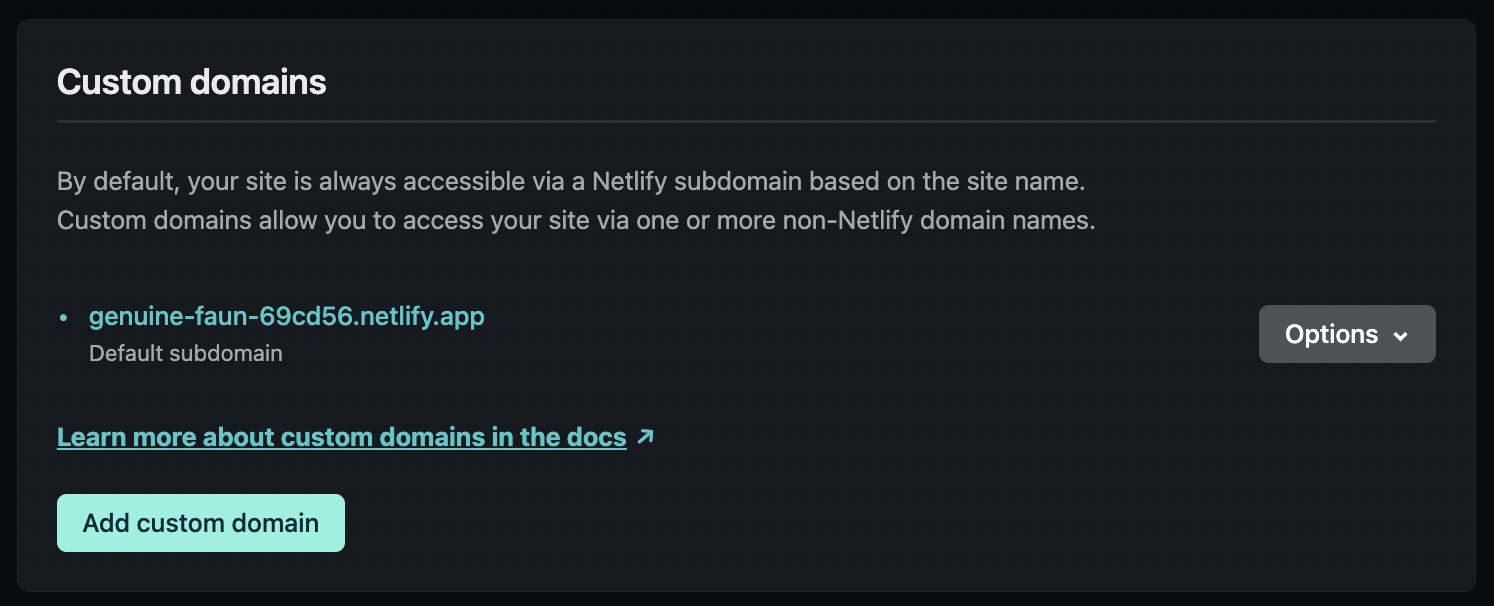 Custom domains
By default, your site is always accessible via a Netlify subdomain based on the site name.
Custom domains allow you to access your site via one or more non-Netlify domain names.
• genuine-faun-69cd56.netlify.app
Options
Default subdomain
Learn more about custom domains in the docs ↗
Add custom domain